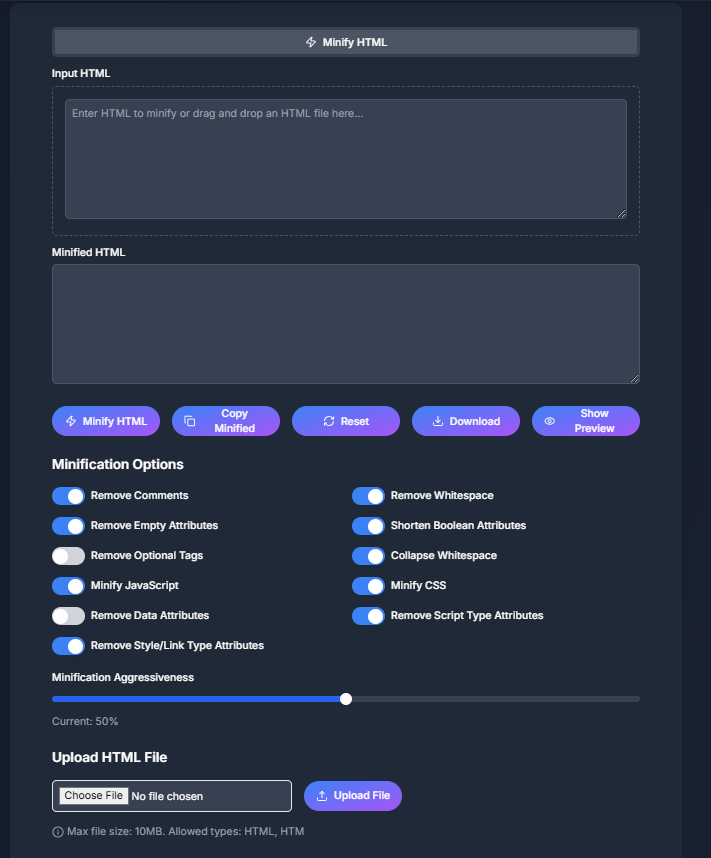 Minify HTML
Input HTML
Enter HTML to minify or drag and drop an HTML file here...
Minified HTML
Minify HTML
Copy
Minified
Reset
Download
Show
Preview
Minification Options
Remove Comments
Remove Whitespace
Remove Empty Attributes
Shorten Boolean Attributes
Remove Optional Tags
Collapse Whitespace
Minify JavaScript
Minify CSS
Remove Data Attributes
Remove Script Type Attributes
Remove Style/Link Type Attributes
Minification Aggressiveness
Current: 50%
Upload HTML File
Choose File No file chosen
Upload File
Max file size: 10MB. Allowed types: HTML, HTM